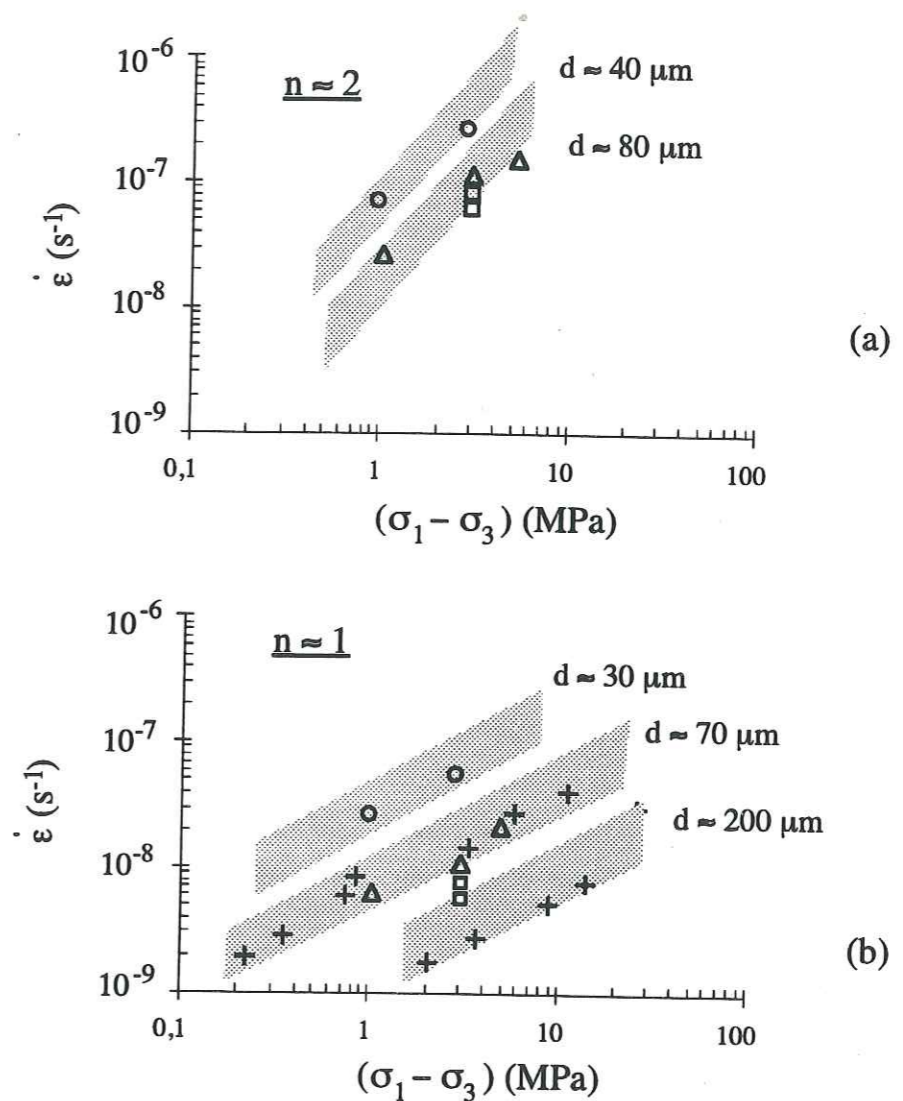 10⁻⁶
n ≈ 2
d ≈ 40 μm
d ≈ 80 μm
10⁻⁷
ε̇ (s⁻¹)
10⁻⁸
(a)
10⁻⁹
0,1 1 10 100
(σ₁ − σ₃) (MPa)
10⁻⁶
n ≈ 1
d ≈ 30 μm
10⁻⁷
d ≈ 70 μm
ε̇ (s⁻¹)
d ≈ 200 μm
10⁻⁸
(b)
10⁻⁹
0,1 1 10 100
(σ₁ − σ₃) (MPa)